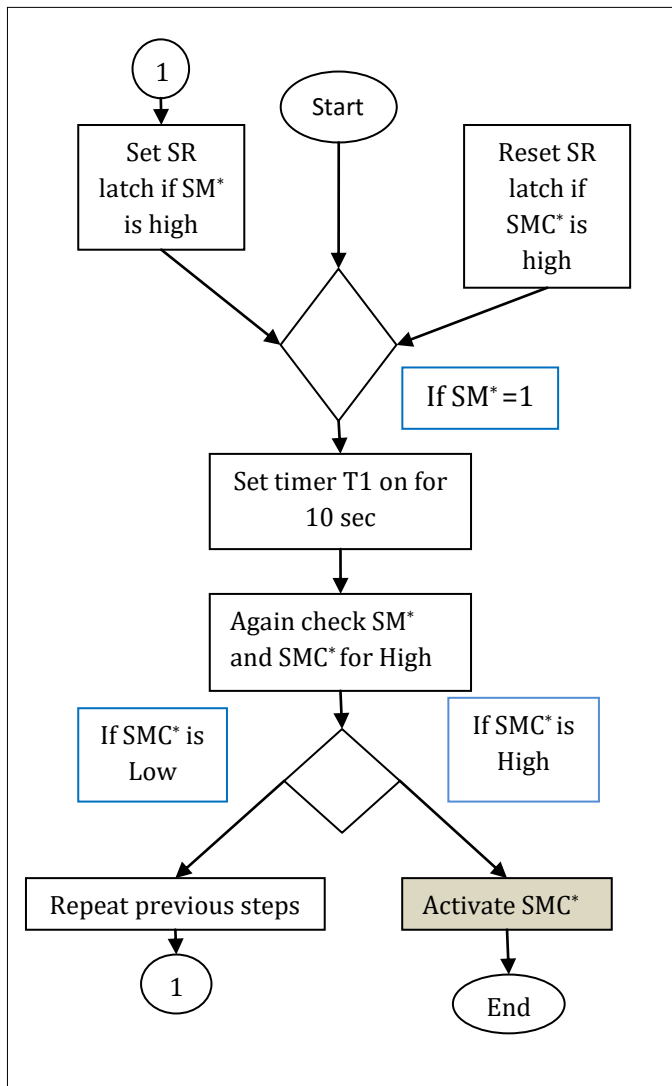 1
Start
Set SR
latch if SM*
is high
Reset SR
latch if
SMC* is
high
If SM* =1
Set timer T1 on for
10 sec
Again check SM*
and SMC* for High
If SMC* is
Low
If SMC* is
High
Repeat previous steps
Activate SMC*
1
End